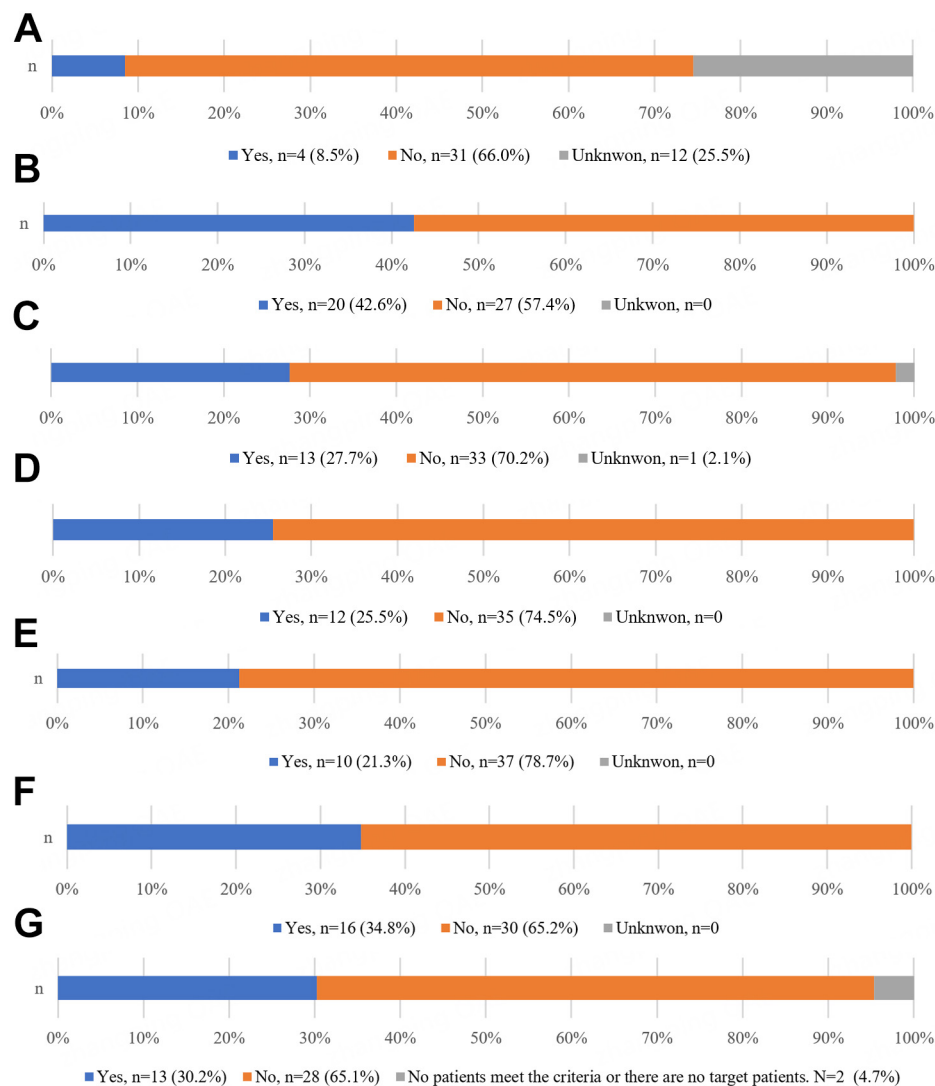 A
n
0% 10% 20% 30% 40% 50% 60% 70% 80% 90% 100%
Yes, n=4 (8.5%) No, n=31 (66.0%) Unknwon, n=12 (25.5%)
B
n
0% 10% 20% 30% 40% 50% 60% 70% 80% 90% 100%
Yes, n=20 (42.6%) No, n=27 (57.4%) Unkwon, n=0
C
0% 10% 20% 30% 40% 50% 60% 70% 80% 90% 100%
Yes, n=13 (27.7%) No, n=33 (70.2%) Unknwon, n=1 (2.1%)
D
0% 10% 20% 30% 40% 50% 60% 70% 80% 90% 100%
Yes, n=12 (25.5%) No, n=35 (74.5%) Unknwon, n=0
E
n
0% 10% 20% 30% 40% 50% 60% 70% 80% 90% 100%
Yes, n=10 (21.3%) No, n=37 (78.7%) Unknwon, n=0
F
n
0% 10% 20% 30% 40% 50% 60% 70% 80% 90% 100%
Yes, n=16 (34.8%) No, n=30 (65.2%) Unknwon, n=0
G
n
0% 10% 20% 30% 40% 50% 60% 70% 80% 90% 100%
Yes, n=13 (30.2%) No, n=28 (65.1%) No patients meet the criteria or there are no target patients. N=2 (4.7%)